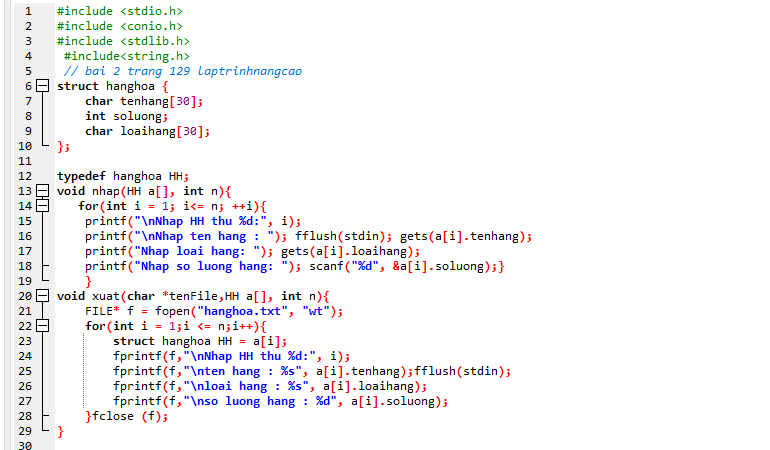 1 #include <stdio.h>
2 #include <conio.h>
3 #include <stdlib.h>
4 #include<string.h>
5 // bai 2 trang 129 laptrinhnangcao
6 struct hanghoa {
7 char tenhang[30];
8 int soluong;
9 char loaihang[30];
10 };
11
12 typedef hanghoa HH;
13 void nhap(HH a[], int n){
14 for(int i = 1; i<= n; ++i){
15 printf("\nNhap HH thu %d:", i);
16 printf("\nNhap ten hang : "); fflush(stdin); gets(a[i].tenhang);
17 printf("Nhap loai hang: "); gets(a[i].loaihang);
18 printf("Nhap so luong hang: "); scanf("%d", &a[i].soluong);}
19 }
20 void xuat(char *tenFile,HH a[], int n){
21 FILE* f = fopen("hanghoa.txt", "wt");
22 for(int i = 1;i <= n;i++){
23 struct hanghoa HH = a[i];
24 fprintf(f,"\nNhap HH thu %d:", i);
25 fprintf(f,"\nten hang : %s", a[i].tenhang);fflush(stdin);
26 fprintf(f,"\nloai hang : %s", a[i].loaihang);
27 fprintf(f,"\nso luong hang : %d", a[i].soluong);
28 }fclose (f);
29 }
30